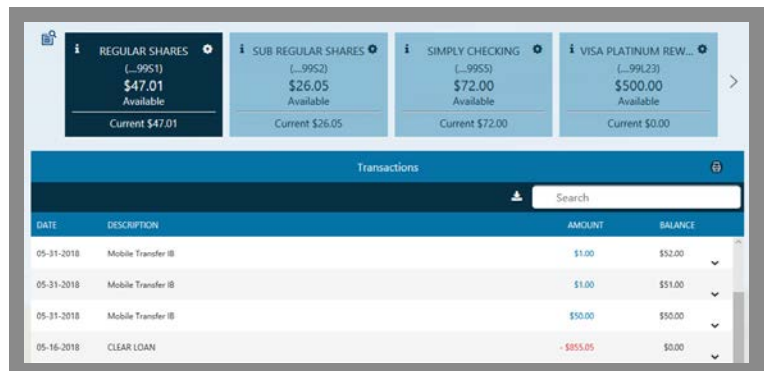 REGULAR SHARES
(...99S1)
$47.01
Available
Current $47.01
SUB REGULAR SHARES
(...99S2)
$26.05
Available
Current $26.05
SIMPLY CHECKING
(...99S5)
$72.00
Available
Current $72.00
VISA PLATINUM REW...
(...99L23)
$500.00
Available
Current $0.00
Transactions
Search
DATE DESCRIPTION AMOUNT BALANCE
05-31-2018 Mobile Transfer IB $1.00 $52.00
05-31-2018 Mobile Transfer IB $1.00 $51.00
05-31-2018 Mobile Transfer IB $50.00 $50.00
05-16-2018 CLEAR LOAN - $855.05 $0.00